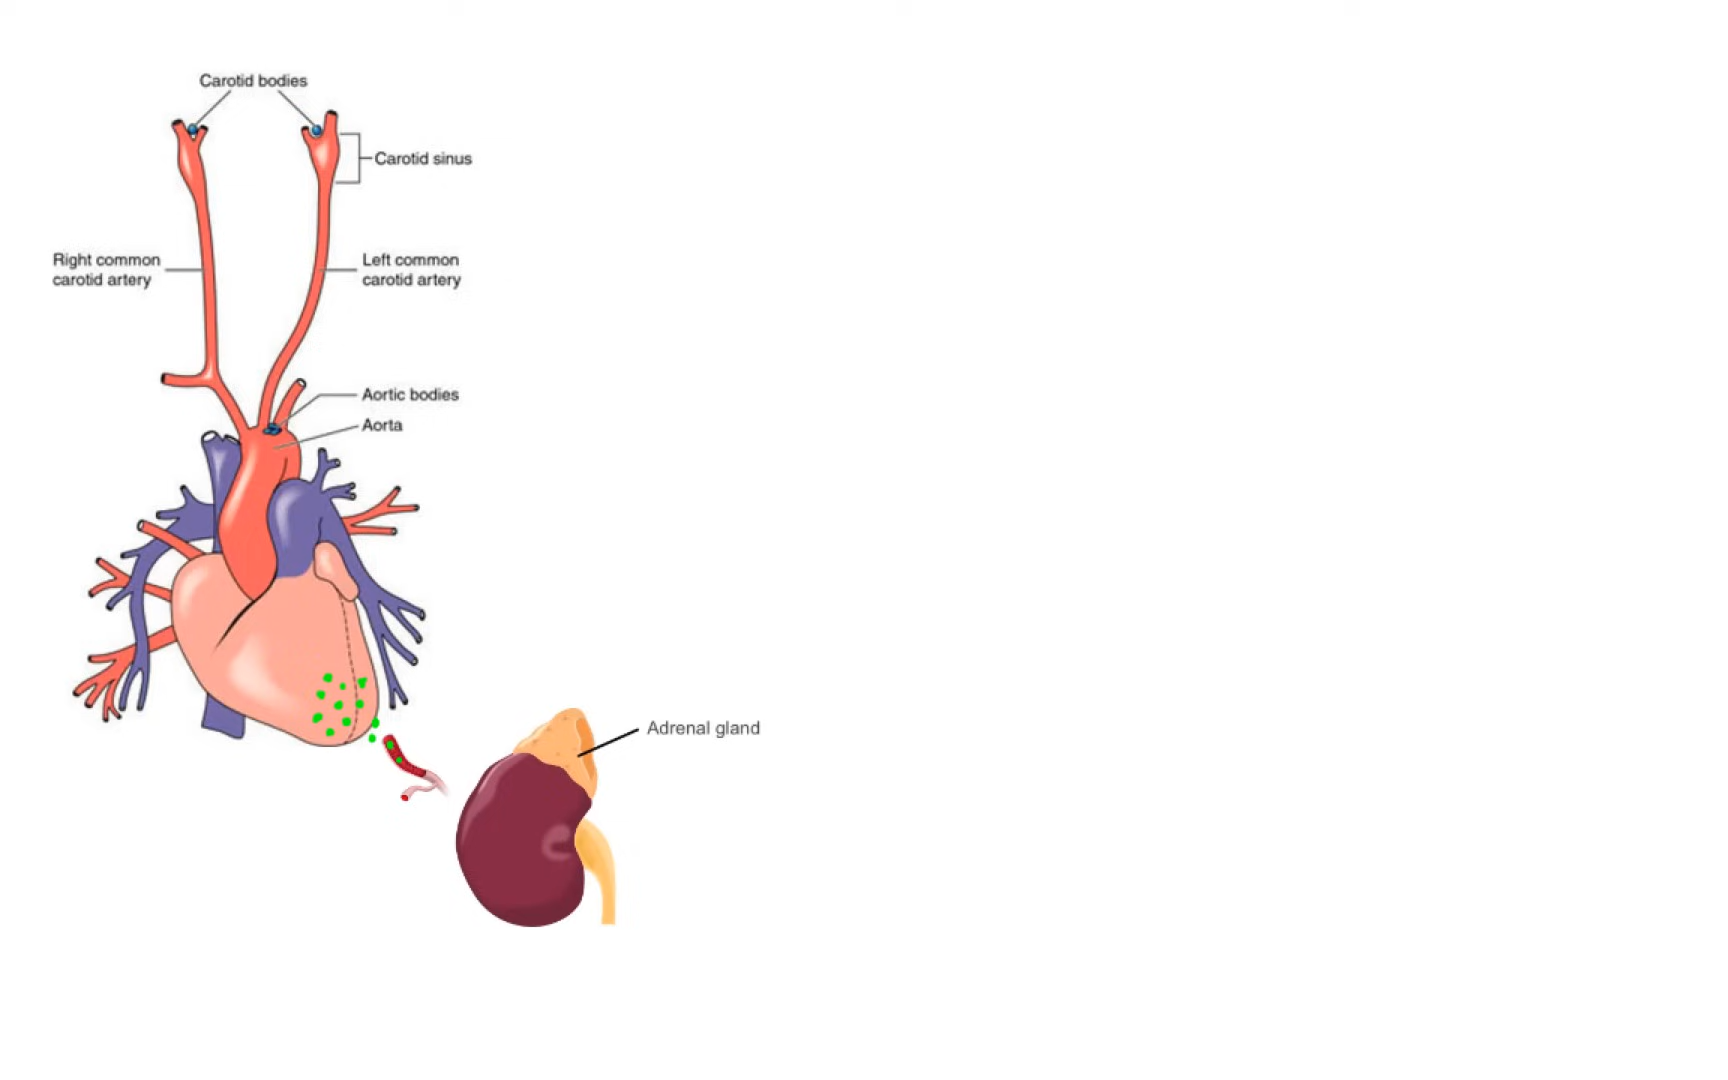 Carotid bodies
Carotid sinus
Right common
carotid artery
Left common
carotid artery
Aortic bodies
Aorta
Adrenal gland